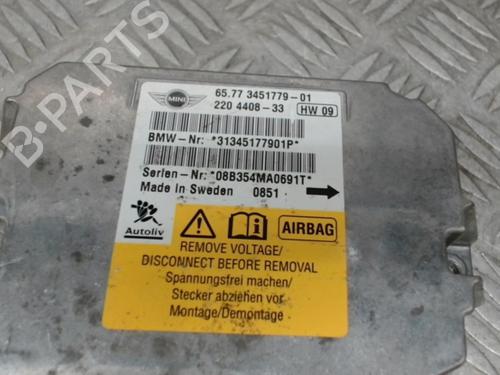 MINI
65.77 3451779-01
220 4408-33
HW 09
BMW-Nr: *31345177901P*
Serien-Nr: *08B354MA0691T*
Made in Sweden 0851
Autoliv
AIRBAG
REMOVE VOLTAGE/
DISCONNECT BEFORE REMOVAL
Spannungsfrei machen/
Stecker abziehen vor
Montage/Demontage
B-PARTS